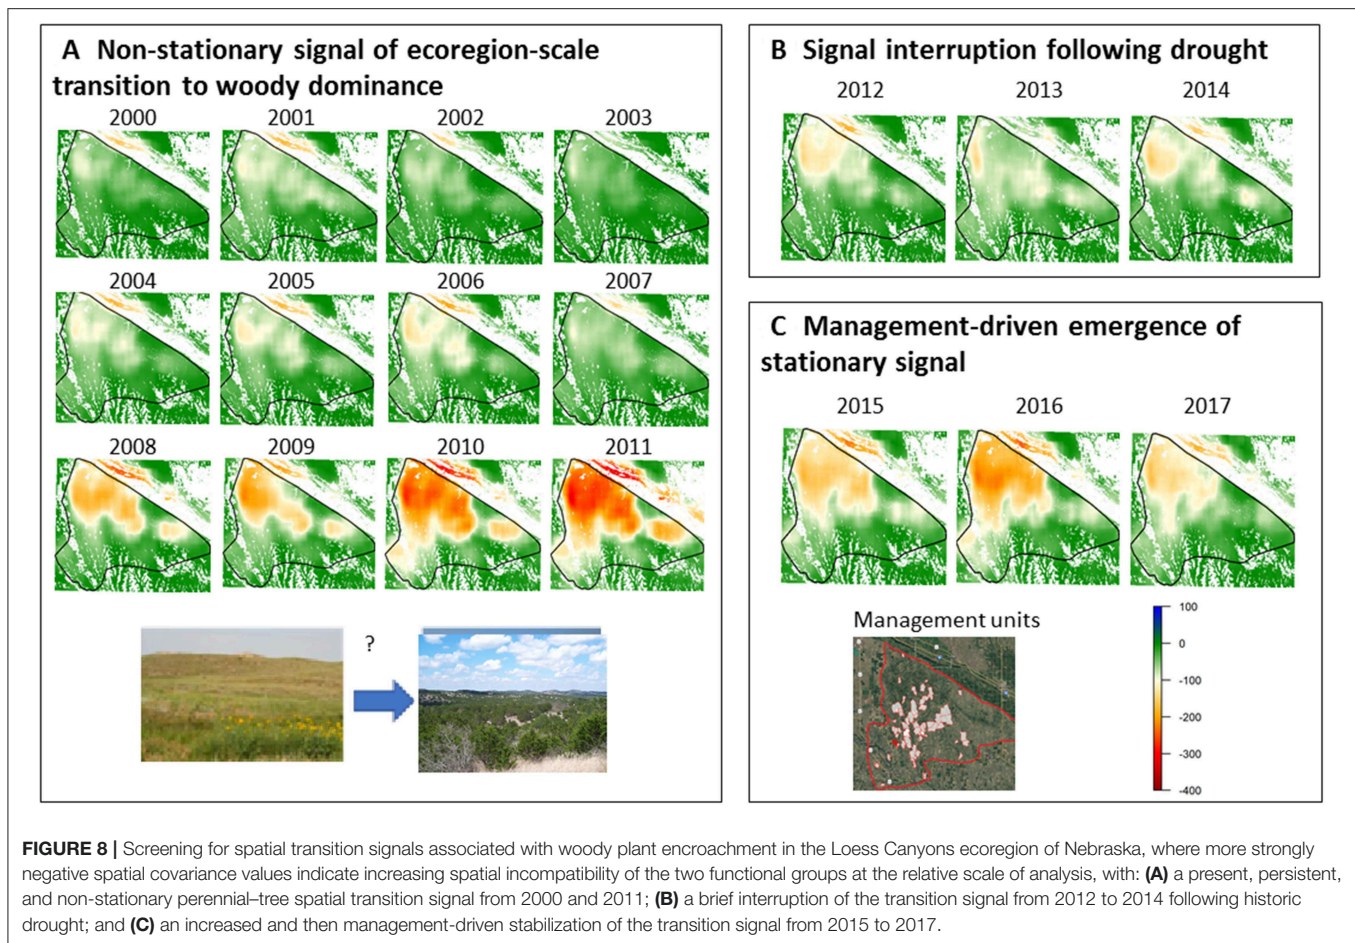 A Non-stationary signal of ecoregion-scale
transition to woody dominance
2000 2001 2002 2003
2004 2005 2006 2007
2008 2009 2010 2011
?
B Signal interruption following drought
2012 2013 2014
C Management-driven emergence of
stationary signal
2015 2016 2017
Management units
100
0
-100
-200
-300
-400
FIGURE 8 | Screening for spatial transition signals associated with woody plant encroachment in the Loess Canyons ecoregion of Nebraska, where more strongly
negative spatial covariance values indicate increasing spatial incompatibility of the two functional groups at the relative scale of analysis, with: (A) a present, persistent,
and non-stationary perennial–tree spatial transition signal from 2000 and 2011; (B) a brief interruption of the transition signal from 2012 to 2014 following historic
drought; and (C) an increased and then management-driven stabilization of the transition signal from 2015 to 2017.